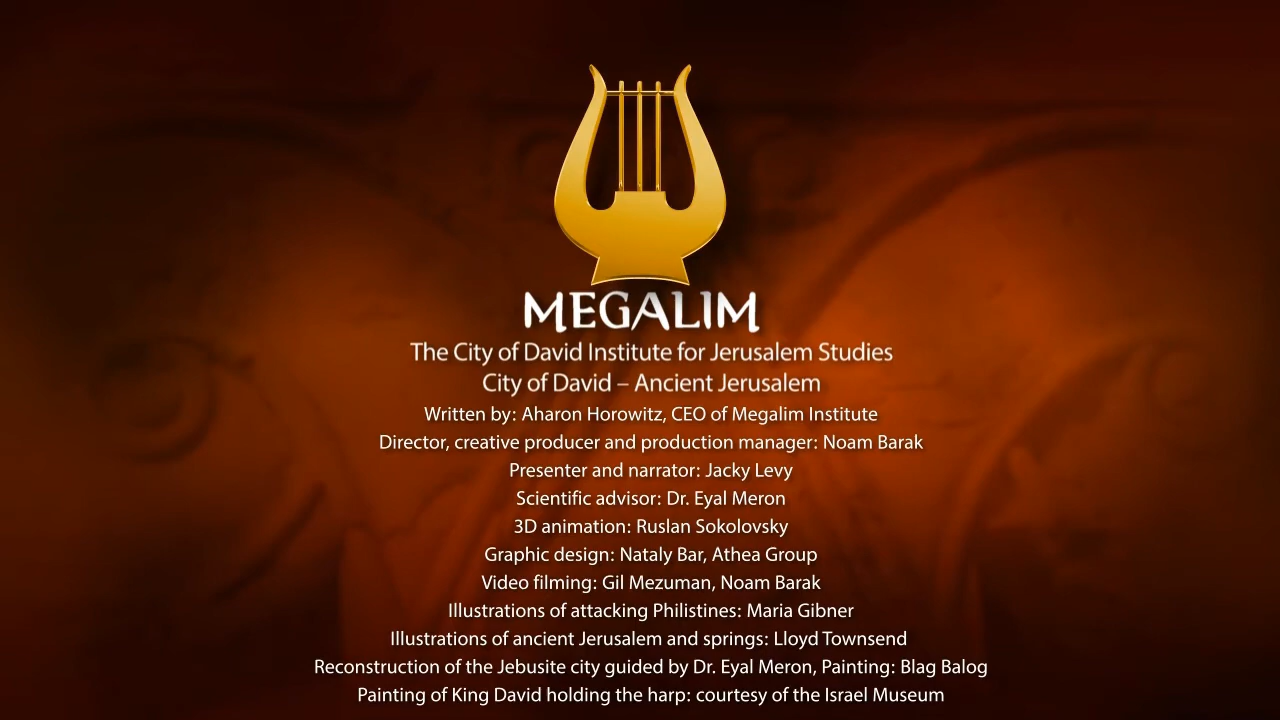 MEGALIM
The City of David Institute for Jerusalem Studies
City of David – Ancient Jerusalem
Written by: Aharon Horowitz, CEO of Megalim Institute
Director, creative producer and production manager: Noam Barak
Presenter and narrator: Jacky Levy
Scientific advisor: Dr. Eyal Meron
3D animation: Ruslan Sokolovsky
Graphic design: Nataly Bar, Athea Group
Video filming: Gil Mezuman, Noam Barak
Illustrations of attacking Philistines: Maria Gibner
Illustrations of ancient Jerusalem and springs: Lloyd Townsend
Reconstruction of the Jebusite city guided by Dr. Eyal Meron, Painting: Blag Balog
Painting of King David holding the harp: courtesy of the Israel Museum